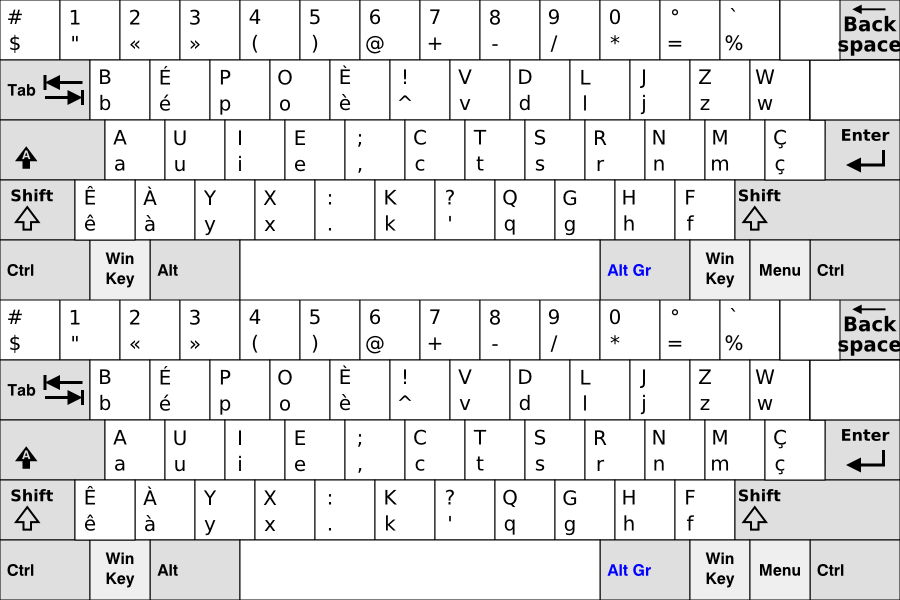 # 1 2 3 4 5 6 7 8 9 0 ° ` Back
$ " « » ( ) @ + - / * = % space
Tab B É P O È ! V D L J Z W
b é p o è ^ v d l j z w
A A U I E ; C T S R N M Ç Enter
a u i e , c t s r n m ç
Shift Ê À Y X : K ? Q G H F Shift
ê à y x . k ' q g h f
Ctrl Win Key Alt Alt Gr Win Key Menu Ctrl
# 1 2 3 4 5 6 7 8 9 0 ° ` Back
$ " « » ( ) @ + - / * = % space
Tab B É P O È ! V D L J Z W
b é p o è ^ v d l j z w
A A U I E ; C T S R N M Ç Enter
a u i e , c t s r n m ç
Shift Ê À Y X : K ? Q G H F Shift
ê à y x . k ' q g h f
Ctrl Win Key Alt Alt Gr Win Key Menu Ctrl